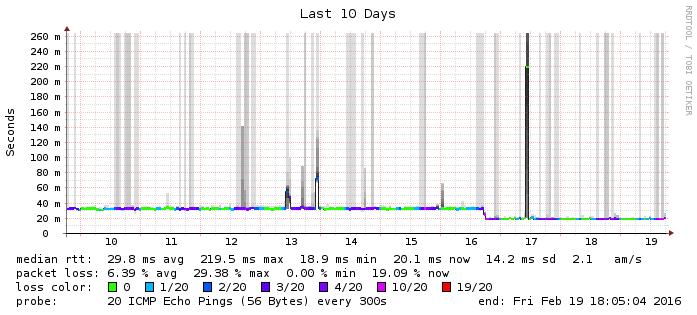 Last 10 Days
RRDTOOL / TOBI OETIKER
Seconds
260 m
240 m
220 m
200 m
180 m
160 m
140 m
120 m
100 m
80 m
60 m
40 m
20 m
0
10 11 12 13 14 15 16 17 18 19
median rtt: 29.8 ms avg 219.5 ms max 18.9 ms min 20.1 ms now 14.2 ms sd 2.1 am/s
packet loss: 6.39 % avg 29.38 % max 0.00 % min 19.09 % now
loss color: 0 1/20 2/20 3/20 4/20 10/20 19/20
probe: 20 ICMP Echo Pings (56 Bytes) every 300s end: Fri Feb 19 18:05:04 2016